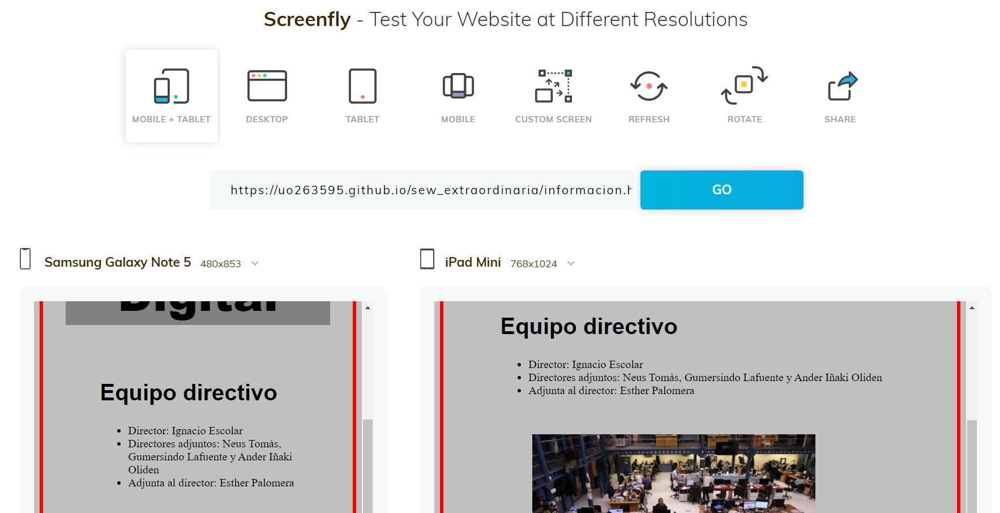 Screenfly - Test Your Website at Different Resolutions
MOBILE + TABLET
DESKTOP
TABLET
MOBILE
CUSTOM SCREEN
REFRESH
ROTATE
SHARE
https://uo263595.github.io/sew_extraordinaria/informacion.h
GO
Samsung Galaxy Note 5 480x853
Digital
Equipo directivo
• Director: Ignacio Escolar
• Directores adjuntos: Neus Tomàs,
Gumersindo Lafuente y Ander Iñaki
Oliden
• Adjunta al director: Esther Palomera
iPad Mini 768x1024
Equipo directivo
• Director: Ignacio Escolar
• Directores adjuntos: Neus Tomàs, Gumersindo Lafuente y Ander Iñaki Oliden
• Adjunta al director: Esther Palomera